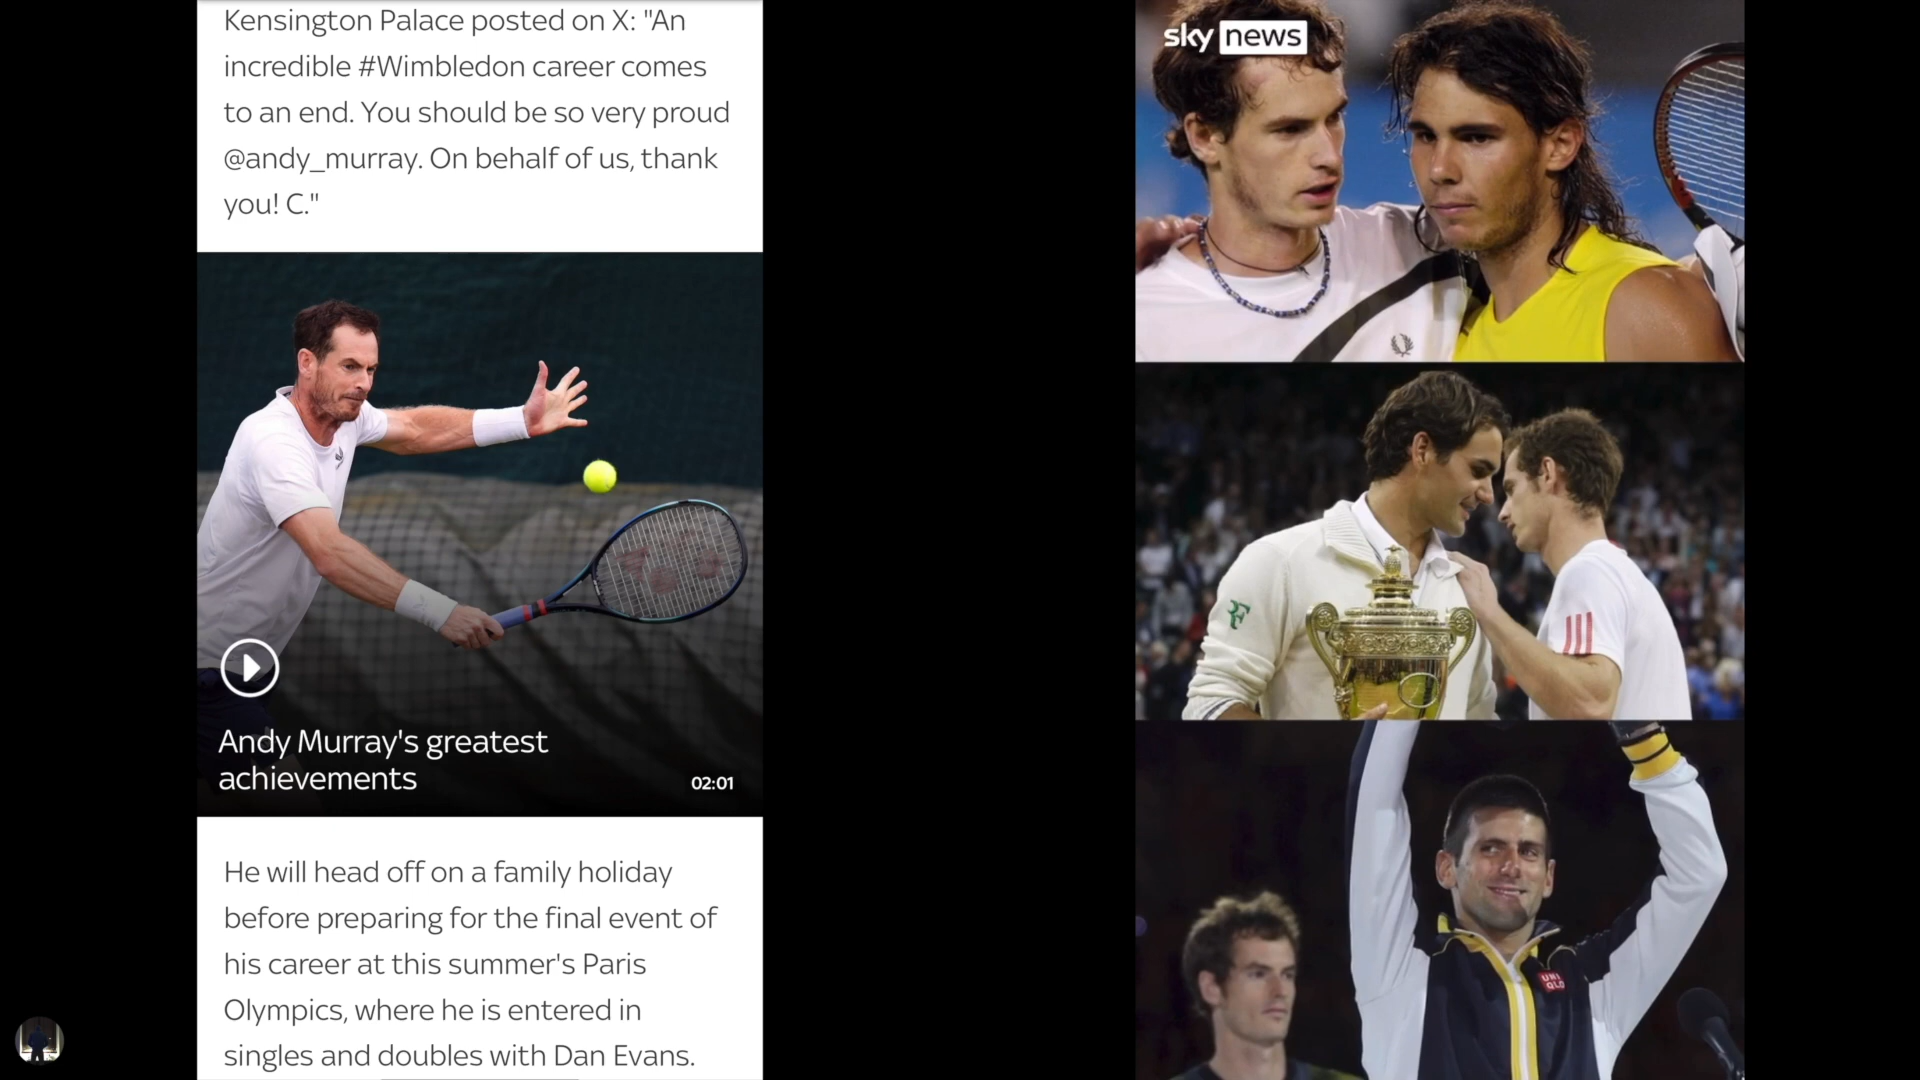 Kensington Palace posted on X: "An
incredible #Wimbledon career comes
to an end. You should be so very proud
@andy_murray. On behalf of us, thank
you! C."
Andy Murray's greatest
achievements
02:01
He will head off on a family holiday
before preparing for the final event of
his career at this summer's Paris
Olympics, where he is entered in
singles and doubles with Dan Evans.
sky news
RF
UNI
QLO